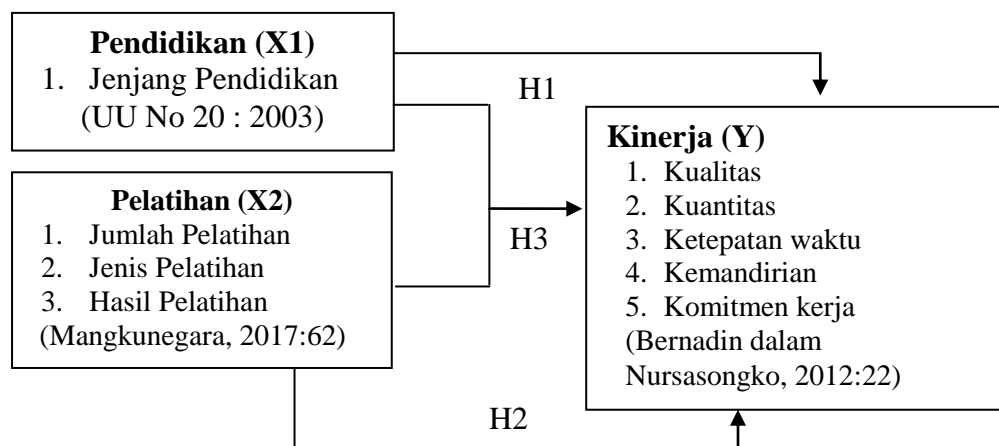 Pendidikan (X1)
1. Jenjang Pendidikan
(UU No 20 : 2003)
H1
Kinerja (Y)
1. Kualitas
2. Kuantitas
3. Ketepatan waktu
4. Kemandirian
5. Komitmen kerja
(Bernadin dalam
Nursasongko, 2012:22)
Pelatihan (X2)
1. Jumlah Pelatihan
2. Jenis Pelatihan
3. Hasil Pelatihan
(Mangkunegara, 2017:62)
H3
H2